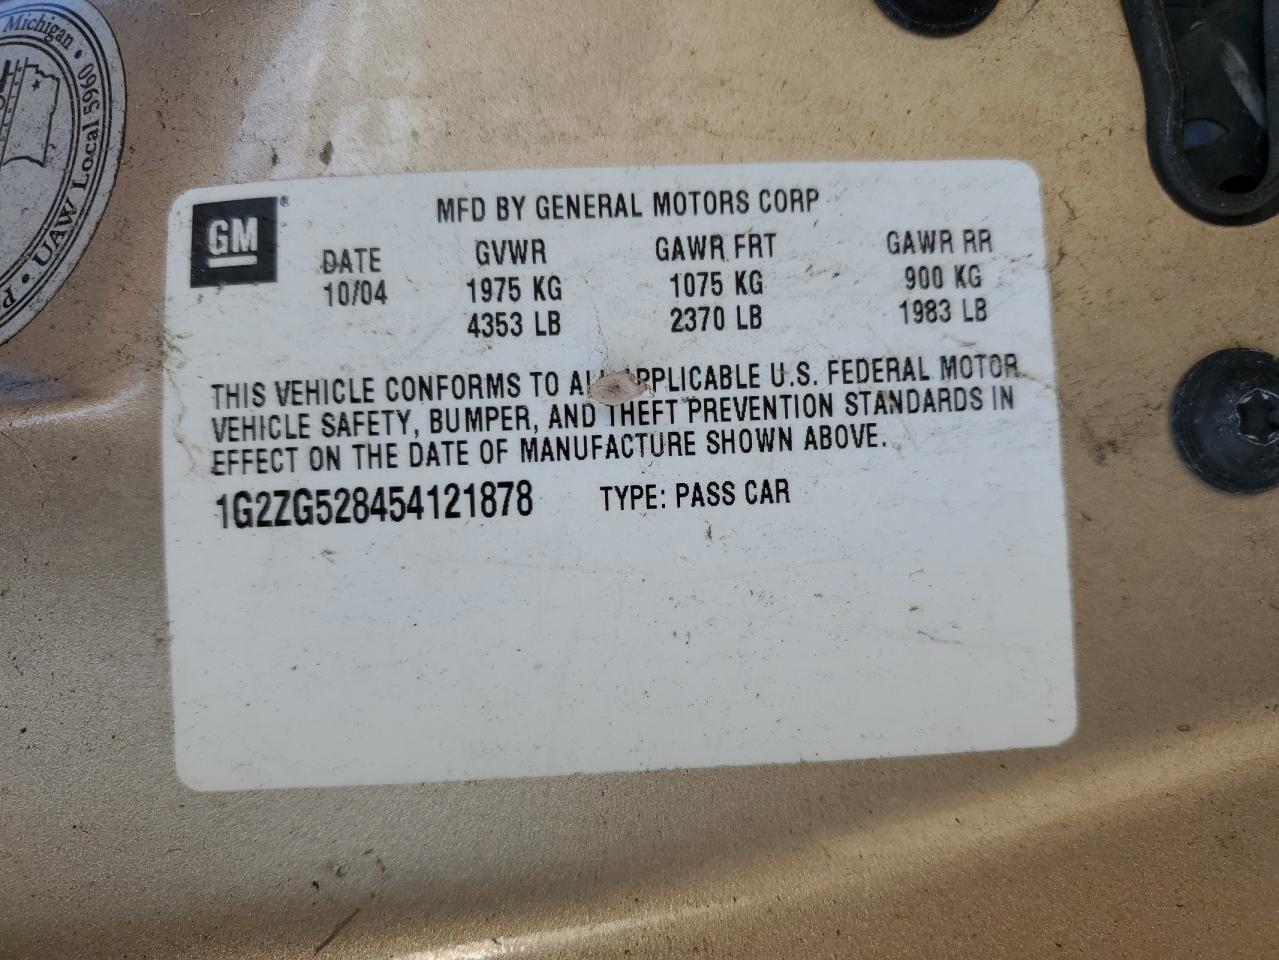 Michigan • UAW Local 5960 •
GM®
MFD BY GENERAL MOTORS CORP
DATE GVWR GAWR FRT GAWR RR
10/04 1975 KG 1075 KG 900 KG
4353 LB 2370 LB 1983 LB
THIS VEHICLE CONFORMS TO APPLICABLE U.S. FEDERAL MOTOR
VEHICLE SAFETY, BUMPER, AND THEFT PREVENTION STANDARDS IN
EFFECT ON THE DATE OF MANUFACTURE SHOWN ABOVE.
1G2ZG528454121878 TYPE: PASS CAR